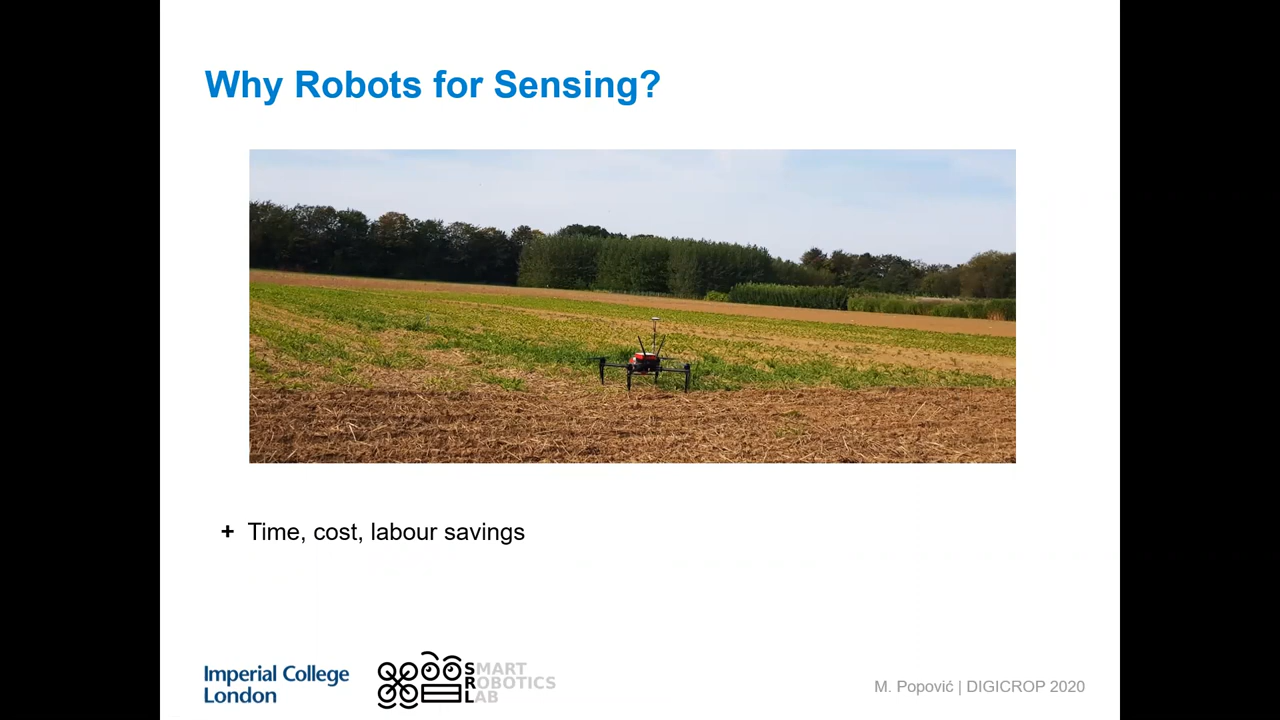 Why Robots for Sensing?
+ Time, cost, labour savings
Imperial College
London
SMART
ROBOTICS
LAB
M. Popović | DIGICROP 2020